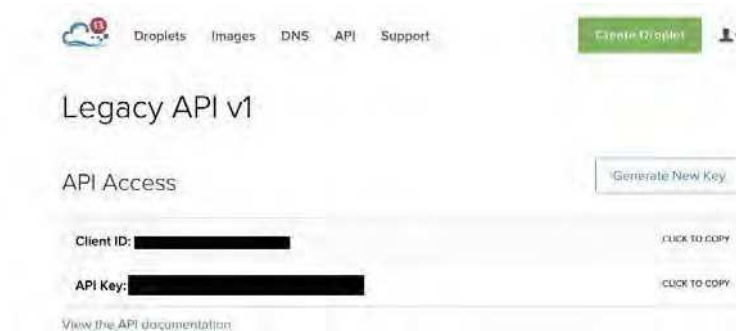 13
Droplets Images DNS API Support Create Droplet
Legacy API v1
API Access Generate New Key
Client ID: CLICK TO COPY
API Key: CLICK TO COPY
View the API documentation